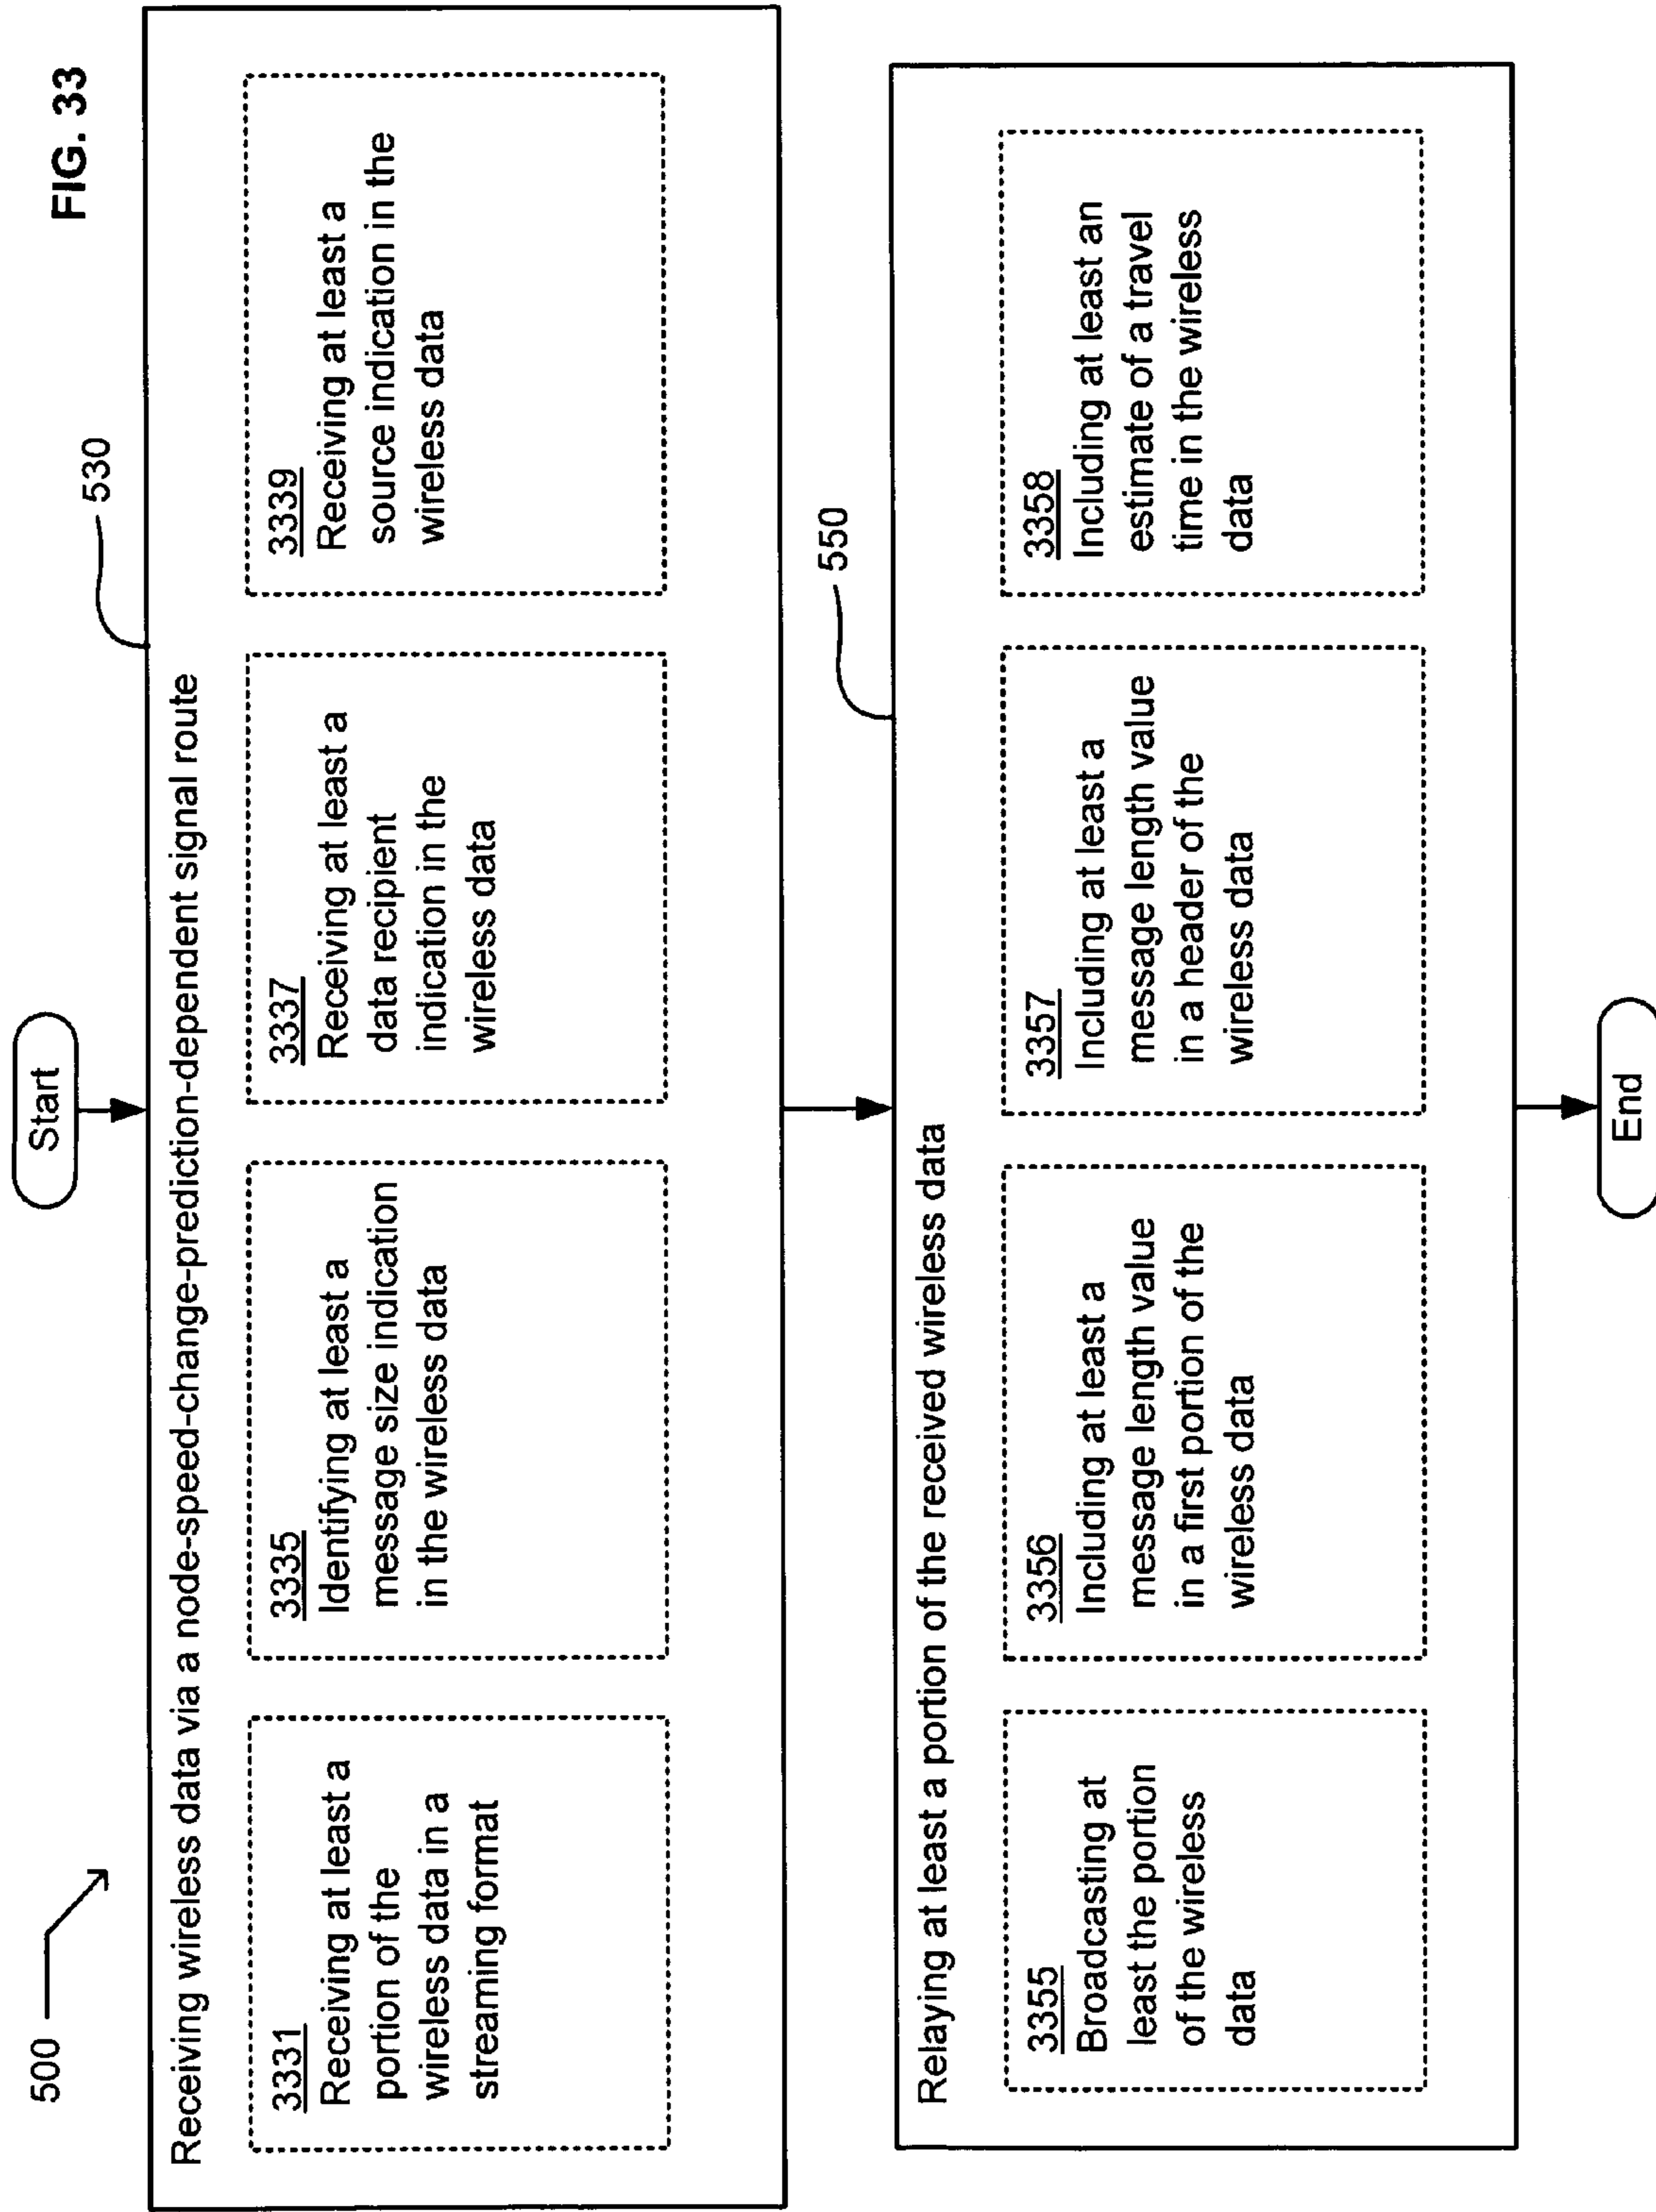 FIG. 33
500
Start
530
Receiving wireless data via a node-speed-change-prediction-dependent signal route
3331
Receiving at least a
portion of the
wireless data in a
streaming format
3335
Identifying at least a
message size indication
in the wireless data
3337
Receiving at least a
data recipient
indication in the
wireless data
3339
Receiving at least a
source indication in the
wireless data
550
Relaying at least a portion of the received wireless data
3355
Broadcasting at
least the portion
of the wireless
data
3356
Including at least a
message length value
in a first portion of the
wireless data
3357
Including at least a
message length value
in a header of the
wireless data
3358
Including at least an
estimate of a travel
time in the wireless
data
End